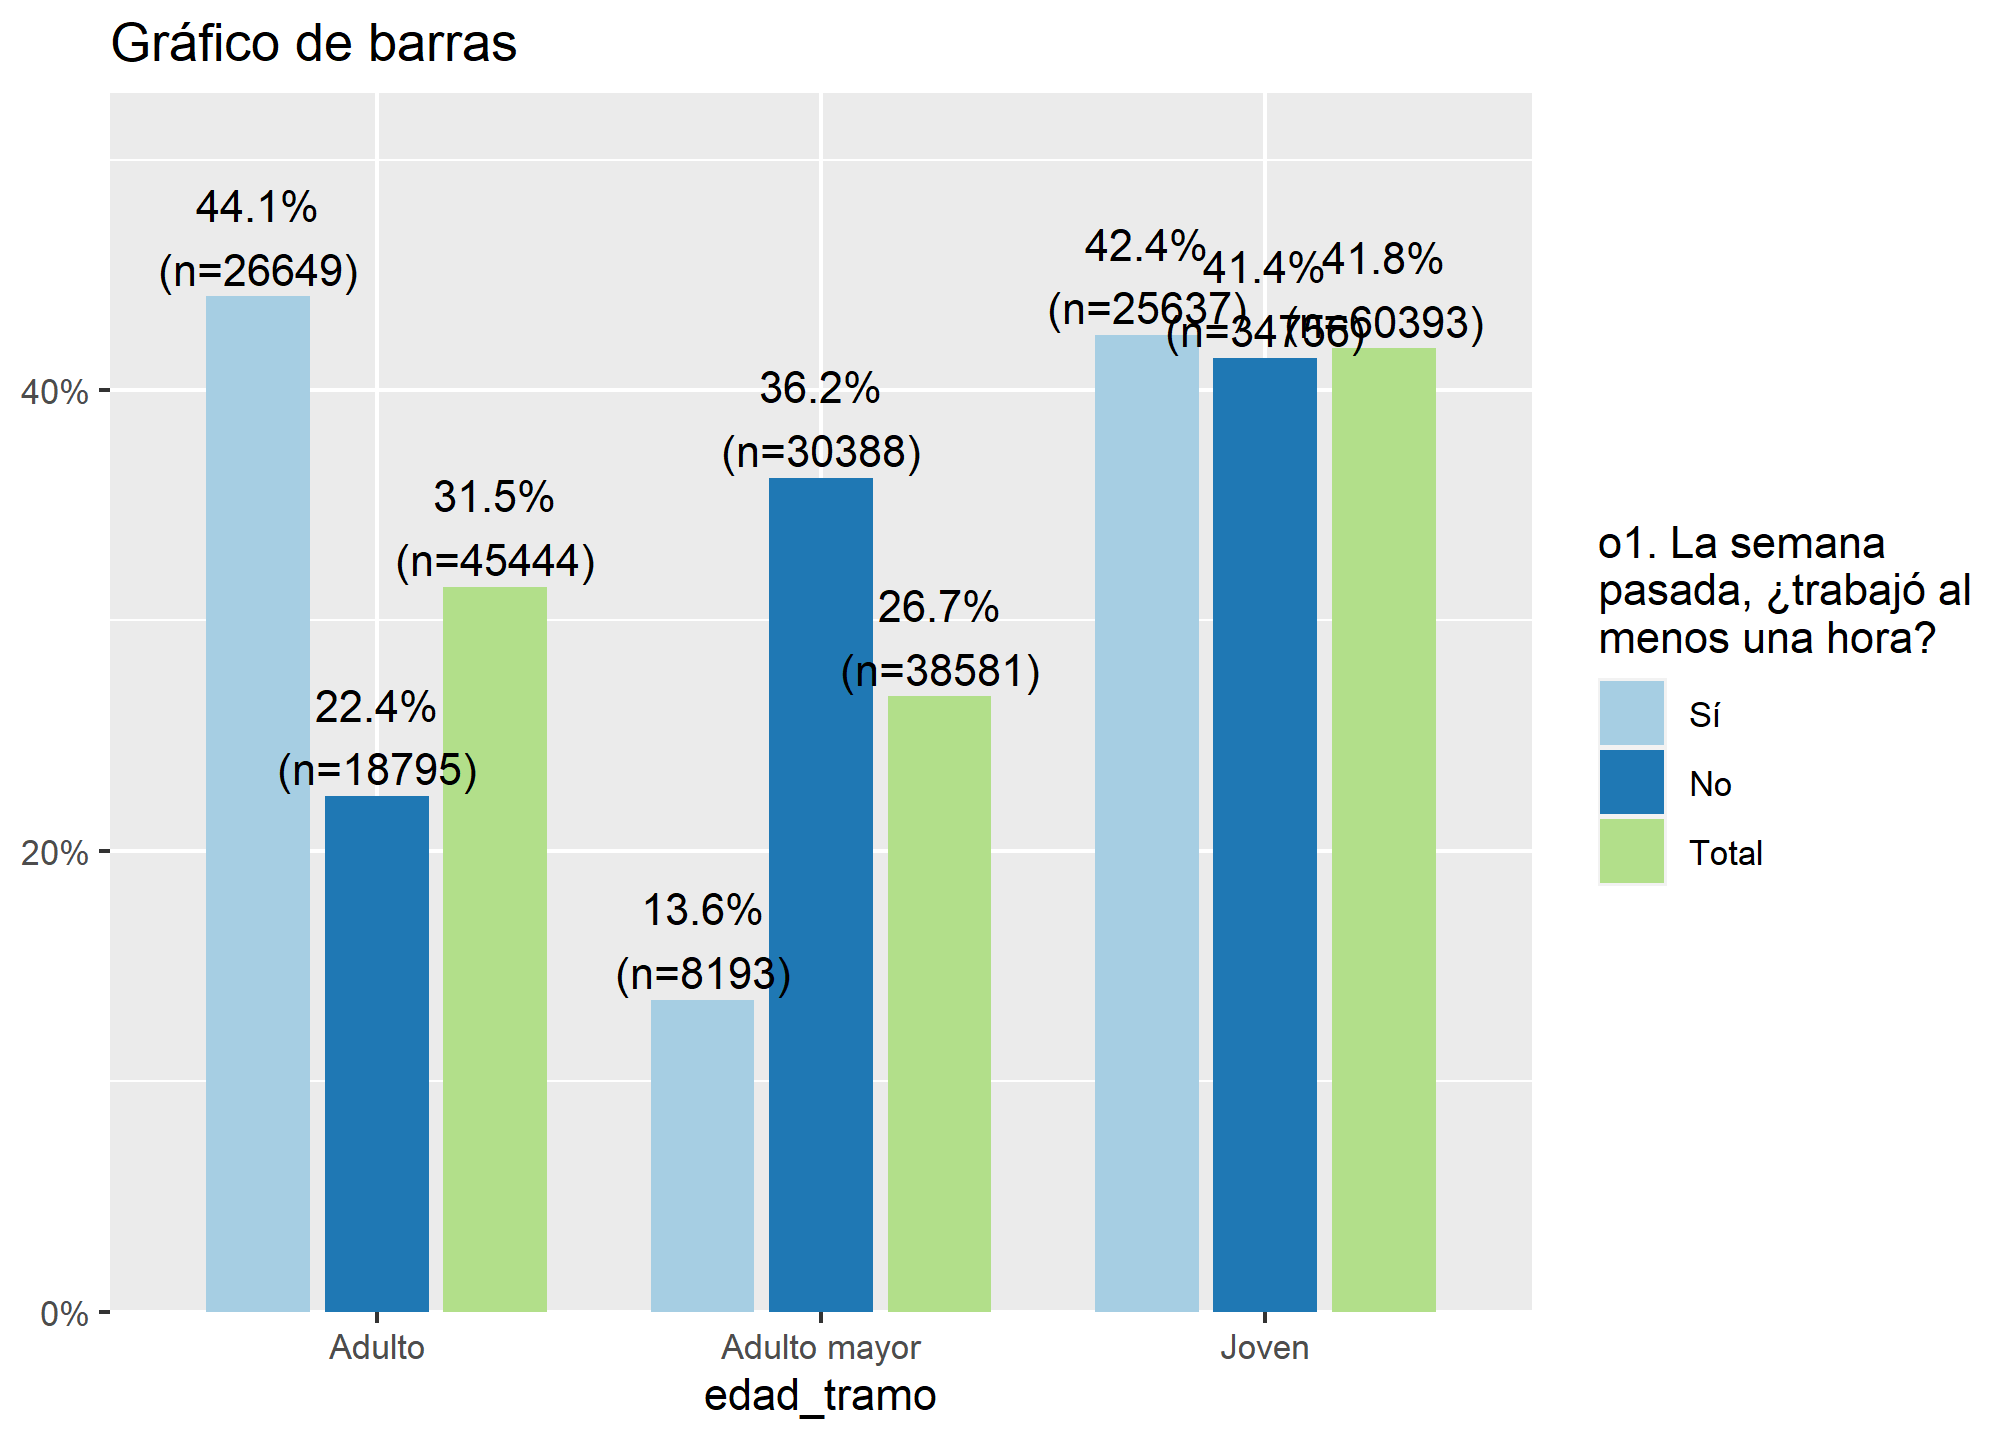 Gráfico de barras
44.1%
(n=26649)
22.4%
(n=18795)
31.5%
(n=45444)
13.6%
(n=8193)
36.2%
(n=30388)
26.7%
(n=38581)
42.4%
(n=25637)
41.4%
(n=34756)
41.8%
(n=60393)
40%
20%
0%
Adulto
Adulto mayor
Joven
edad_tramo
o1. La semana
pasada, ¿trabajó al
menos una hora?
Sí
No
Total